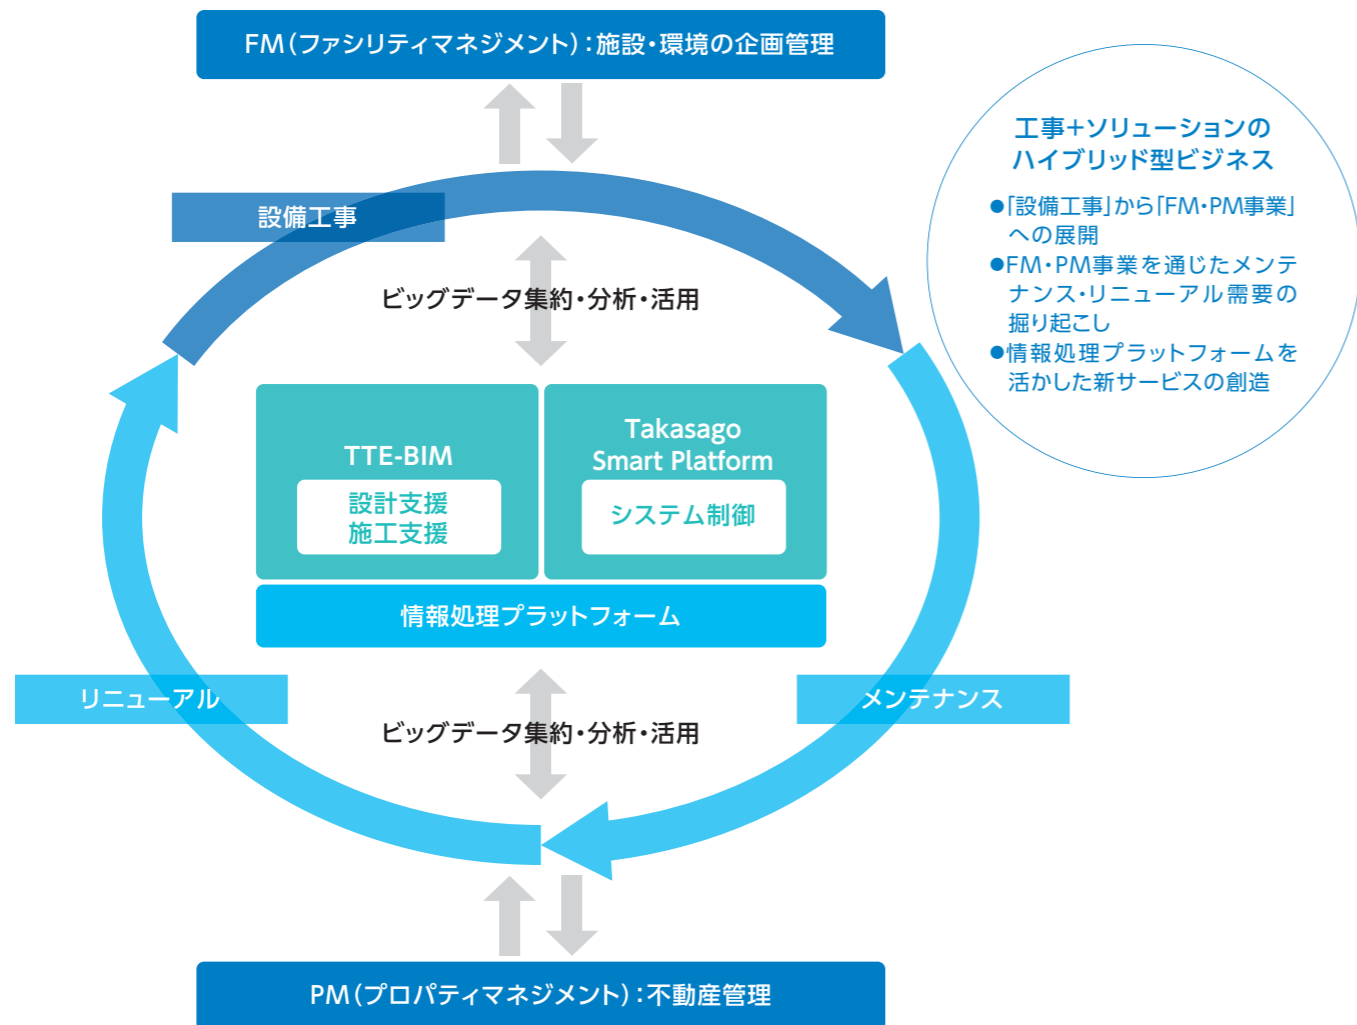 FM（ファシリティマネジメント）：施設・環境の企画管理
工事+ソリューションの
ハイブリッド型ビジネス
●「設備工事」から「FM・PM事業」
への展開
●FM・PM事業を通じたメンテ
ナンス・リニューアル需要の
掘り起こし
●情報処理プラットフォームを
活かした新サービスの創造
設備工事
ビッグデータ集約・分析・活用
TTE-BIM
設計支援
施工支援
Takasago
Smart Platform
システム制御
情報処理プラットフォーム
リニューアル
メンテナンス
ビッグデータ集約・分析・活用
PM（プロパティマネジメント）：不動産管理